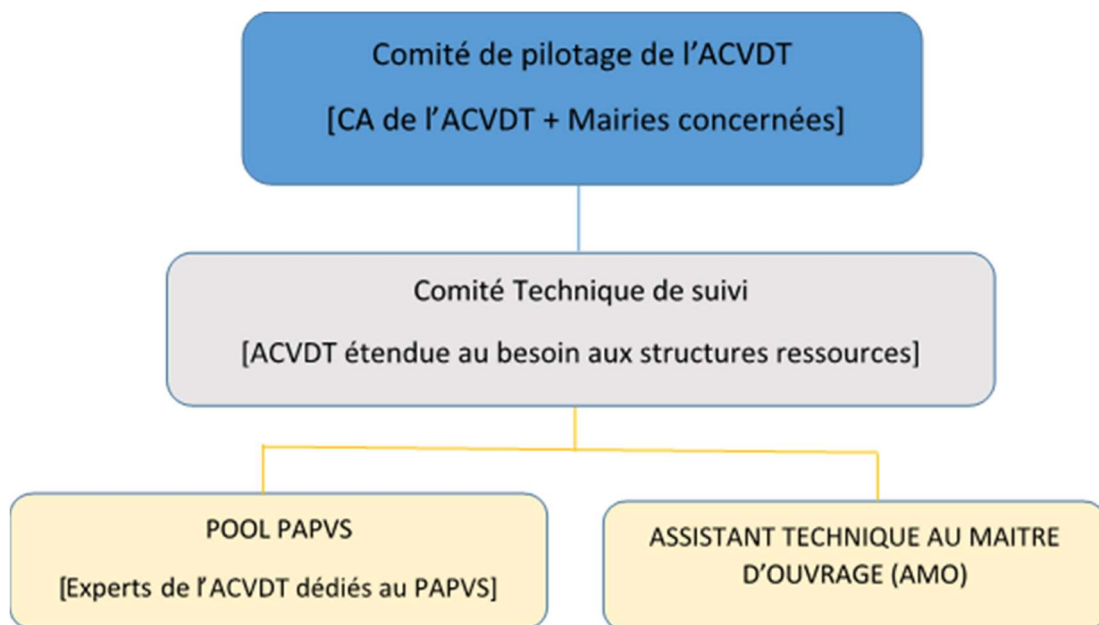 Comité de pilotage de l’ACVDT
[CA de l’ACVDT + Mairies concernées]
Comité Technique de suivi
[ACVDT étendue au besoin aux structures ressources]
POOL PAPVS
[Experts de l’ACVDT dédiés au PAPVS]
ASSISTANT TECHNIQUE AU MAITRE
D’OUVRAGE (AMO)